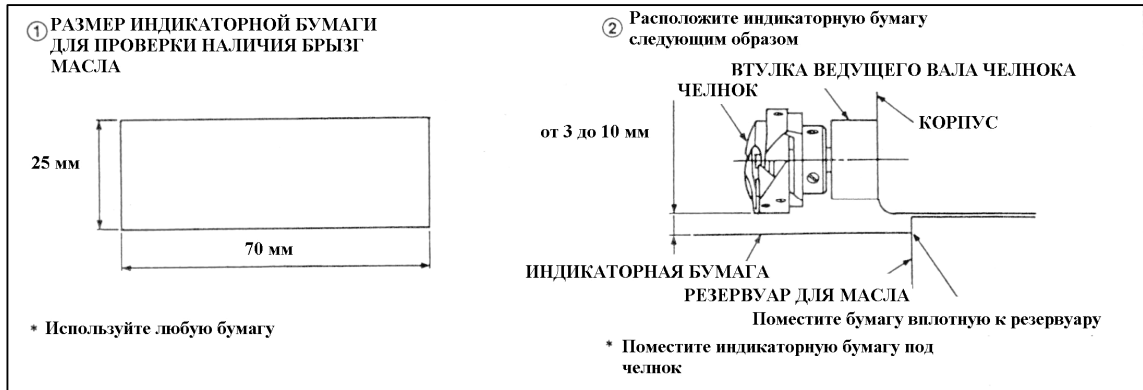 ① РАЗМЕР ИНДИКАТОРНОЙ БУМАГИ
ДЛЯ ПРОВЕРКИ НАЛИЧИЯ БРЫЗГ
МАСЛА
25 мм
70 мм
* Используйте любую бумагу
② Расположите индикаторную бумагу
следующим образом
ВТУЛКА ВЕДУЩЕГО ВАЛА ЧЕЛНОКА
ЧЕЛНОК
КОРПУС
от 3 до 10 мм
ИНДИКАТОРНАЯ БУМАГА
РЕЗЕРВУАР ДЛЯ МАСЛА
Поместите бумагу вплотную к резервуару
* Поместите индикаторную бумагу под
челнок